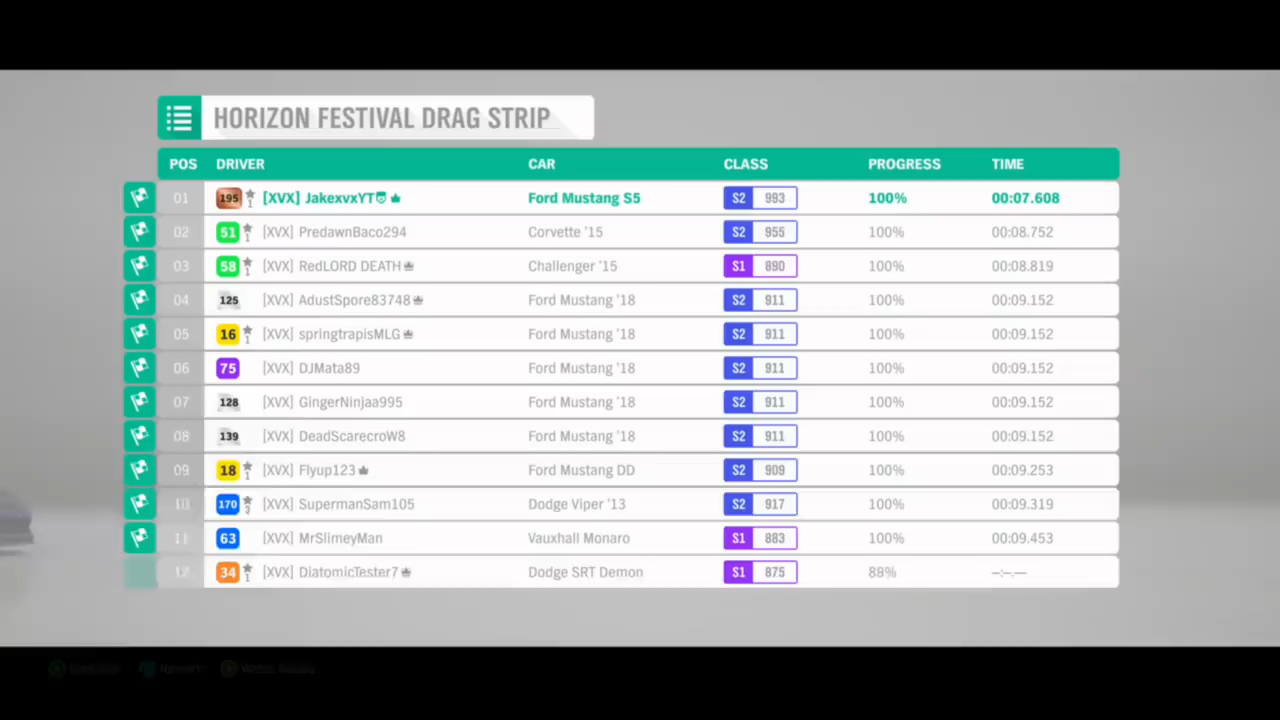 HORIZON FESTIVAL DRAG STRIP
POS DRIVER CAR CLASS PROGRESS TIME
01 195 1 [XVX] JakexvxYT Ford Mustang S5 S2 993 100% 00:07.608
02 51 1 [XVX] PredawnBaco294 Corvette '15 S2 955 100% 00:08.752
03 58 1 [XVX] RedLORD DEATH Challenger '15 S1 890 100% 00:08.819
04 125 [XVX] AdustSpore83748 Ford Mustang '18 S2 911 100% 00:09.152
05 16 1 [XVX] springtrapisMLG Ford Mustang '18 S2 911 100% 00:09.152
06 75 [XVX] DJMata89 Ford Mustang '18 S2 911 100% 00:09.152
07 128 [XVX] GingerNinjaa995 Ford Mustang '18 S2 911 100% 00:09.152
08 139 [XVX] DeadScarecroW8 Ford Mustang '18 S2 911 100% 00:09.152
09 18 1 [XVX] Flyup123 Ford Mustang DD S2 909 100% 00:09.253
10 170 [XVX] SupermanSam105 Dodge Viper '13 S2 917 100% 00:09.319
11 63 [XVX] MrSlimeyMan Vauxhall Monaro S1 883 100% 00:09.453
12 34 1 [XVX] DiatomicTester7 Dodge SRT Demon S1 875 88% --:--.---